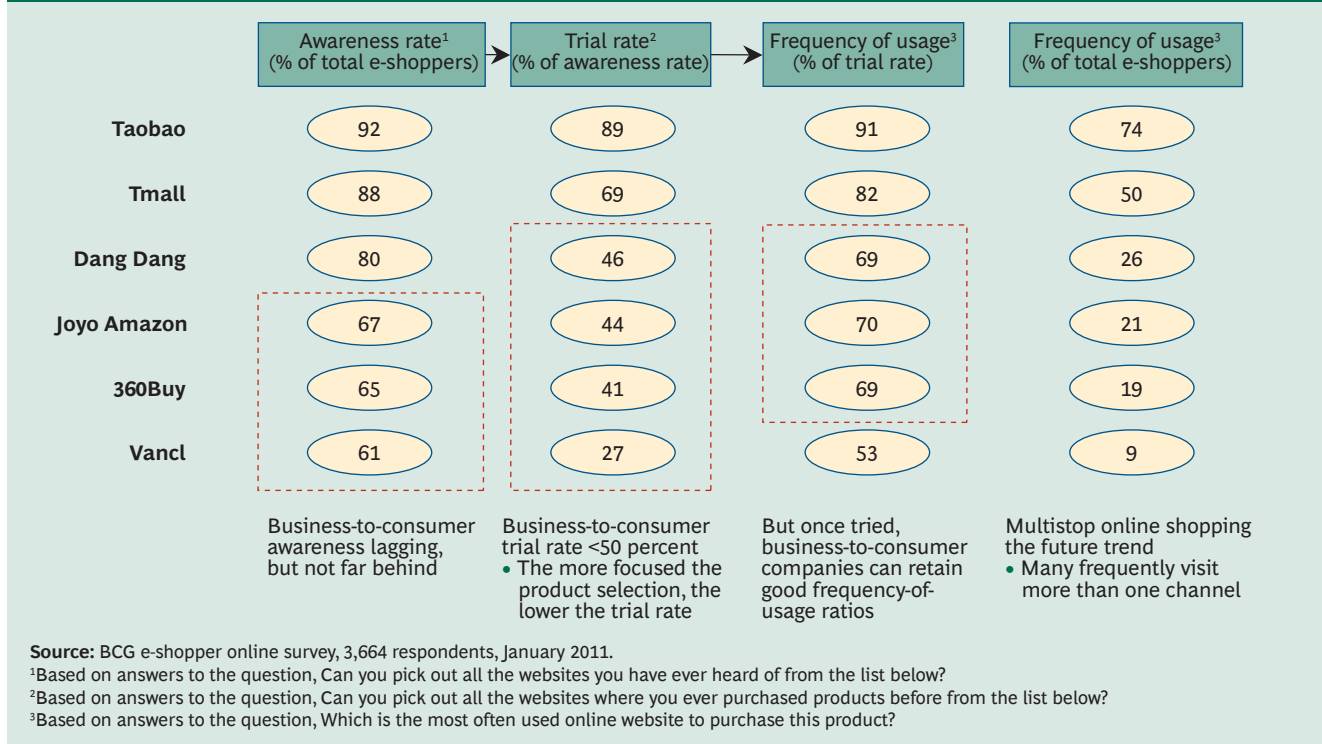 Awareness rate¹
(% of total e-shoppers)
Trial rate²
(% of awareness rate)
Frequency of usage³
(% of trial rate)
Frequency of usage³
(% of total e-shoppers)
Taobao 92 89 91 74
Tmall 88 69 82 50
Dang Dang 80 46 69 26
Joyo Amazon 67 44 70 21
360Buy 65 41 69 19
Vancl 61 27 53 9
Business-to-consumer
awareness lagging,
but not far behind
Business-to-consumer
trial rate <50 percent
• The more focused the
product selection, the
lower the trial rate
But once tried,
business-to-consumer
companies can retain
good frequency-of-
usage ratios
Multistop online shopping
the future trend
• Many frequently visit
more than one channel
Source: BCG e-shopper online survey, 3,664 respondents, January 2011.
¹Based on answers to the question, Can you pick out all the websites you have ever heard of from the list below?
²Based on answers to the question, Can you pick out all the websites where you ever purchased products before from the list below?
³Based on answers to the question, Which is the most often used online website to purchase this product?